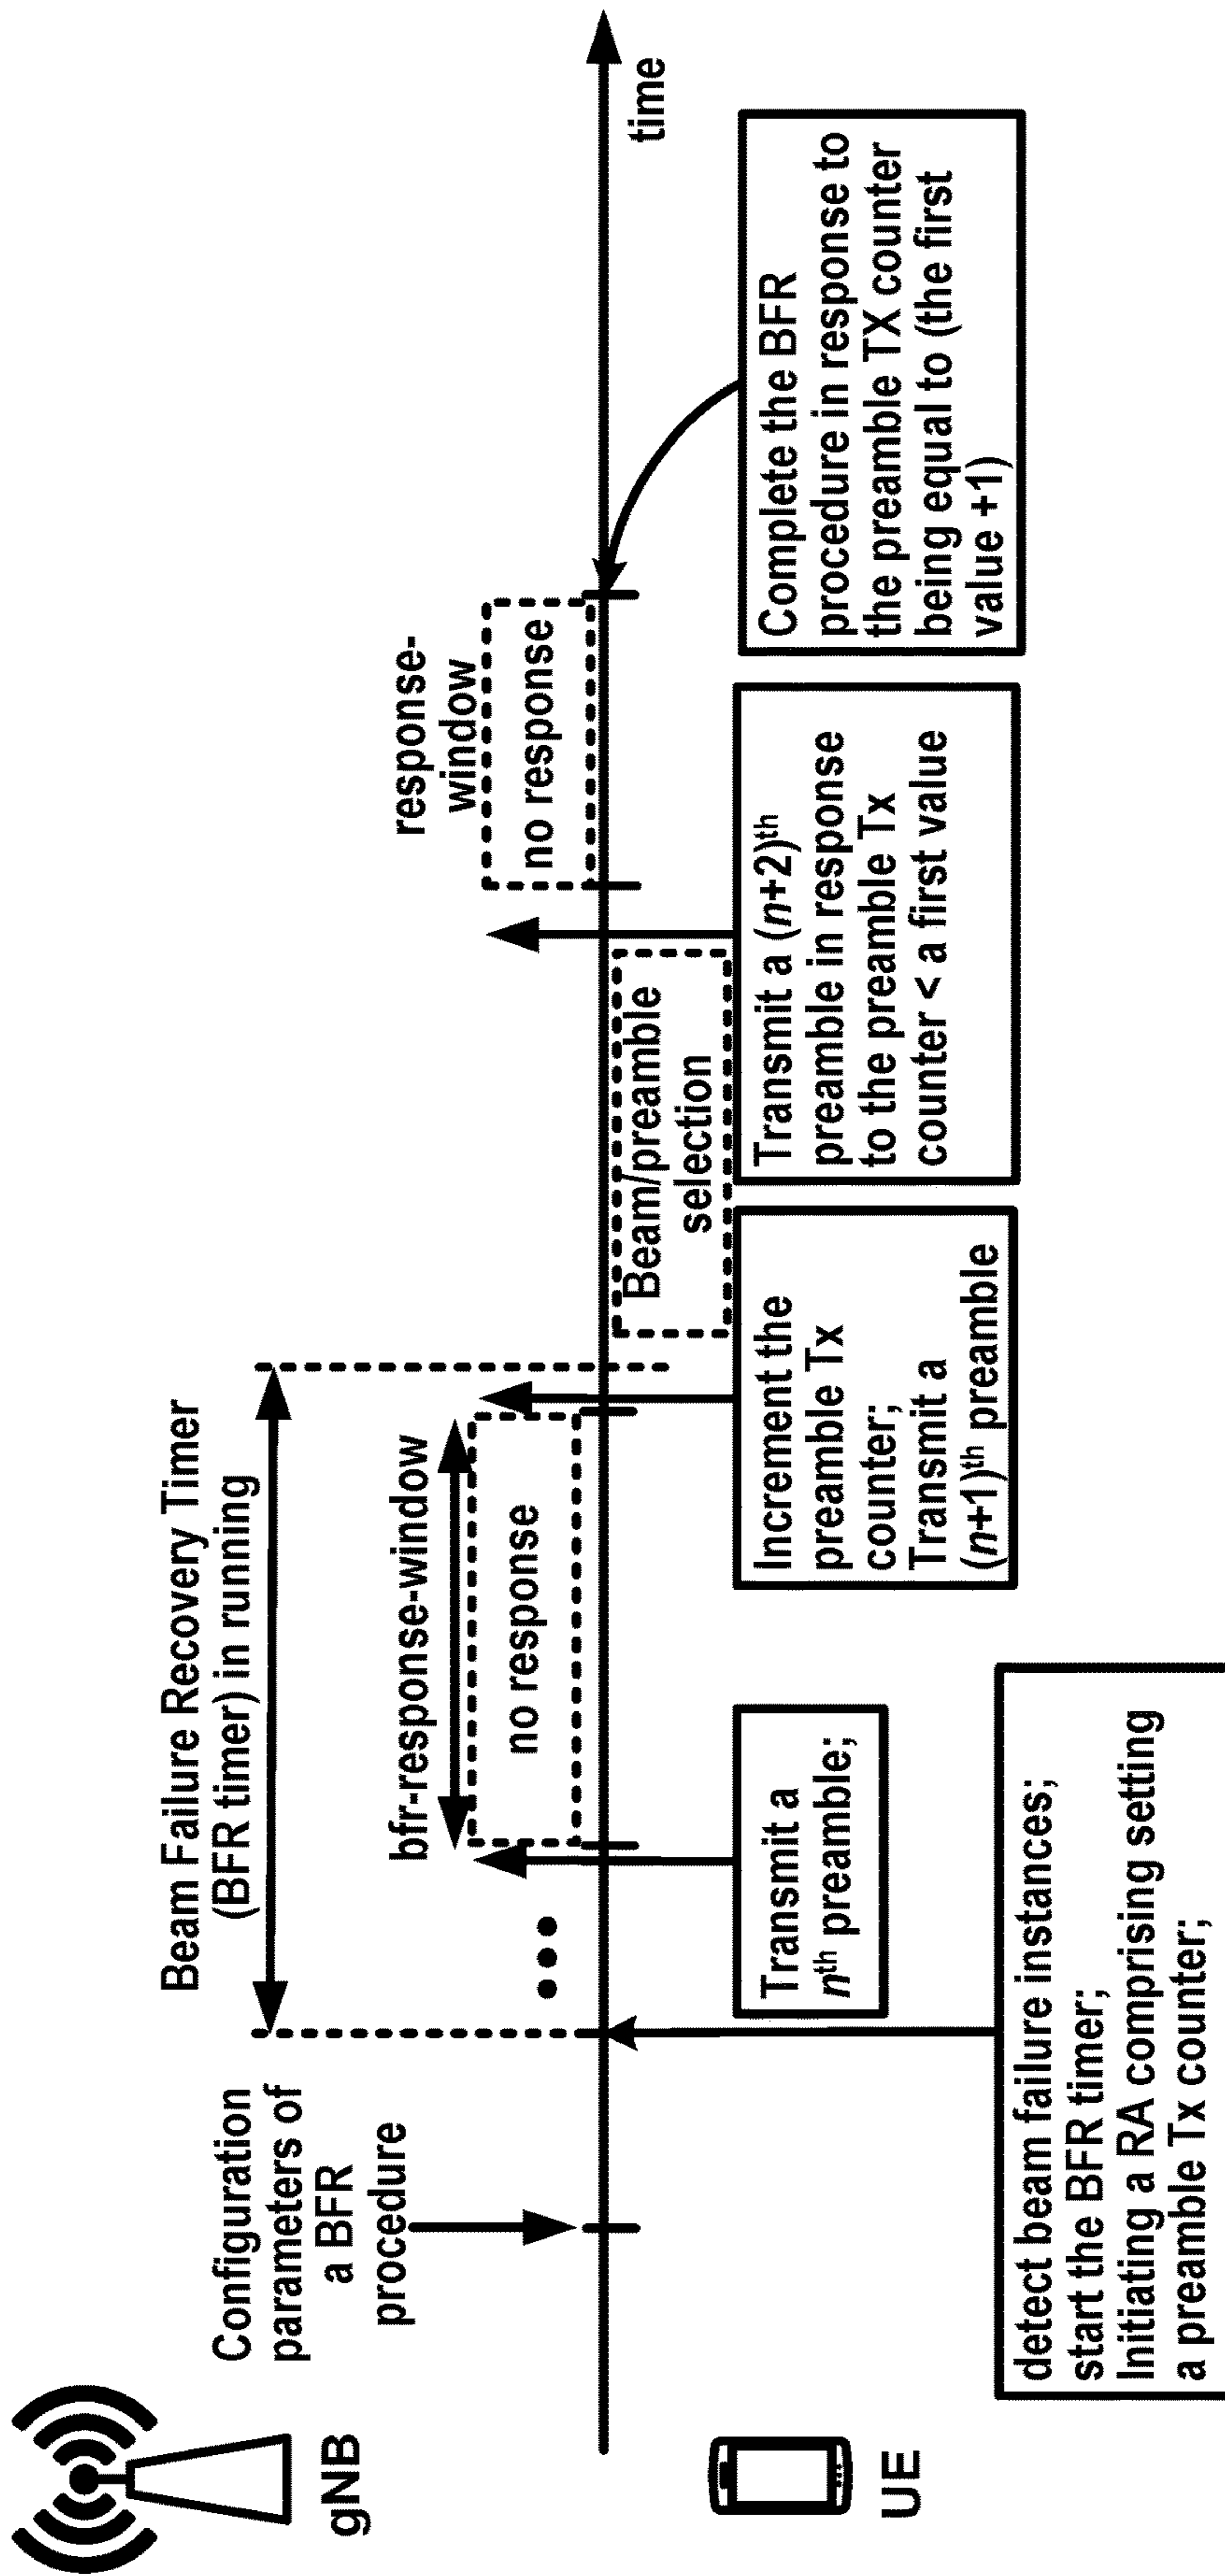 gNB
UE
Configuration
parameters of
a BFR
procedure
Beam Failure Recovery Timer
(BFR timer) in running
bfr-response-window
no response
response-
window
no response
time
Beam/preamble
selection
detect beam failure instances;
start the BFR timer;
Initiating a RA comprising setting
a preamble Tx counter;
Transmit a
nth preamble;
Increment the
preamble Tx
counter;
Transmit a
(n+1)th preamble
Transmit a (n+2)th
preamble in response
to the preamble Tx
counter < a first value
Complete the BFR
procedure in response to
the preamble TX counter
being equal to (the first
value +1)